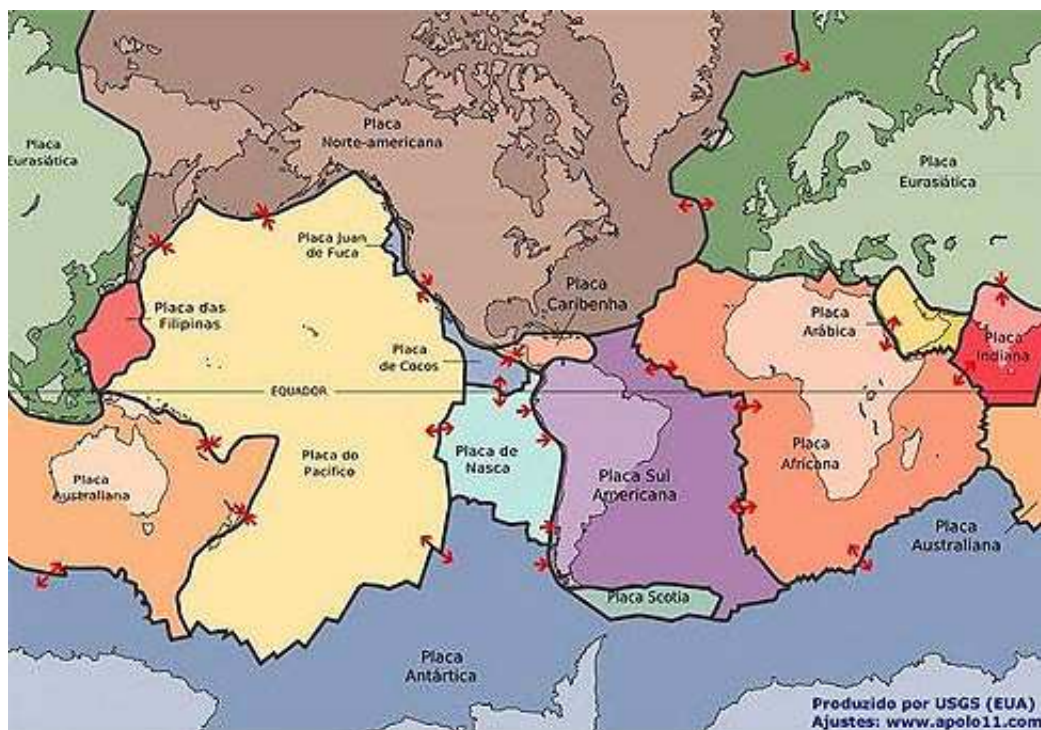 Placa
Norte-americana
Placa
Eurasiática
Placa
Eurasiática
Placa Juan
de Fuca
Placa
Caribenha
Placa das
Filipinas
Placa
Arábica
Placa
Indiana
Placa
de Cocos
EQUADOR
Placa do
Pacifico
Placa de
Nasca
Placa Sul
Americana
Placa
Africana
Placa
Australiana
Placa
Australiana
Placa Scotia
Placa
Antártica
Produzido por USGS (EUA)
Ajustes: www.apolo11.com